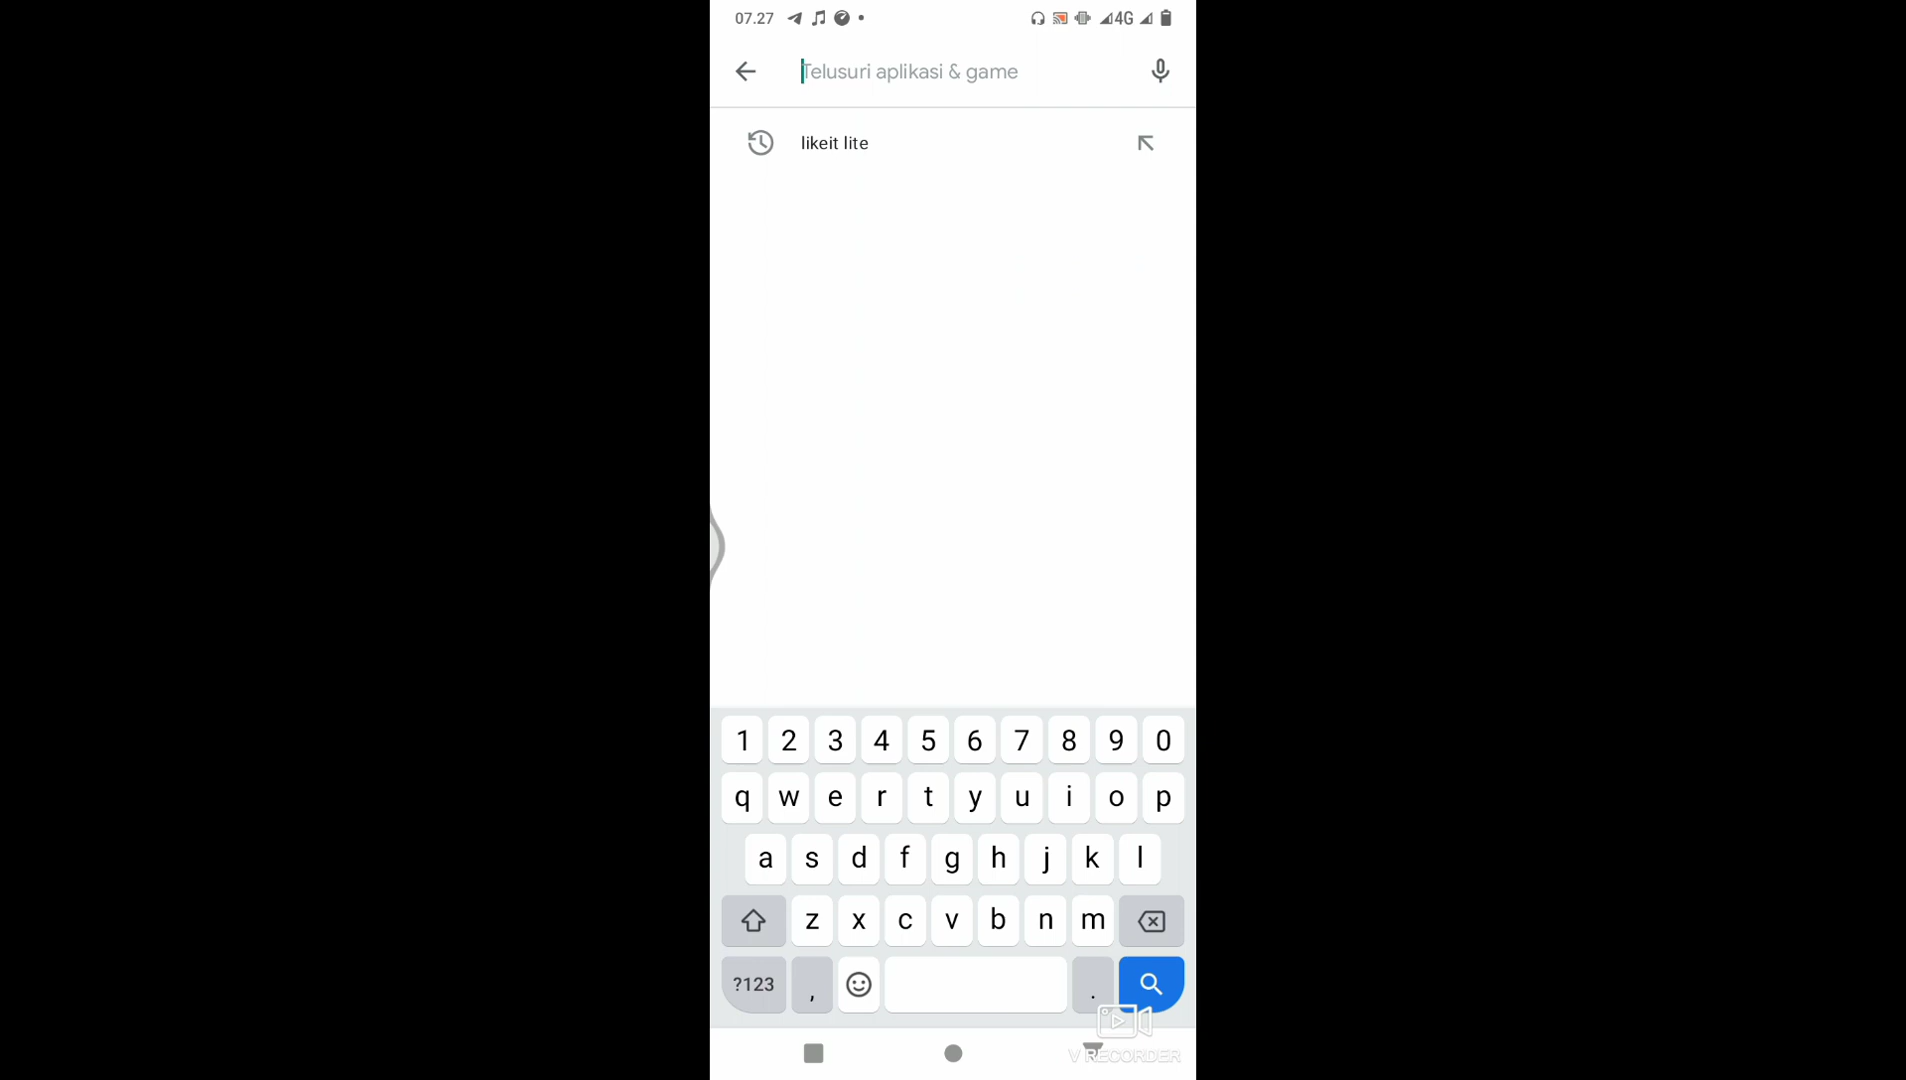 07.27 4G
Telusuri aplikasi & game
likeit lite
1 2 3 4 5 6 7 8 9 0
q w e r t y u i o p
a s d f g h j k l
z x c v b n m
?123 , .
V RECORDER